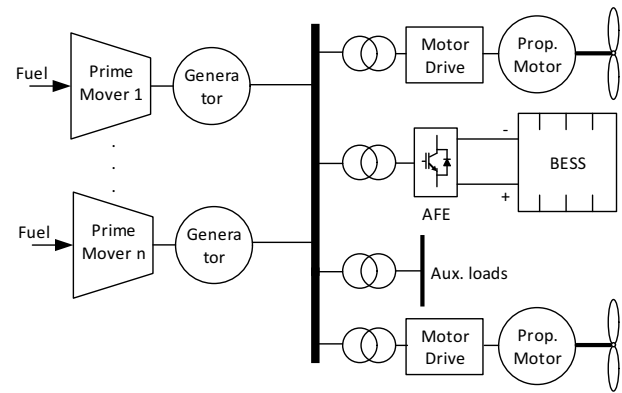 Fuel
Prime
Mover 1
Genera
tor
Motor
Drive
Prop.
Motor
-
BESS
+
AFE
Fuel
Prime
Mover n
Genera
tor
Aux. loads
Motor
Drive
Prop.
Motor